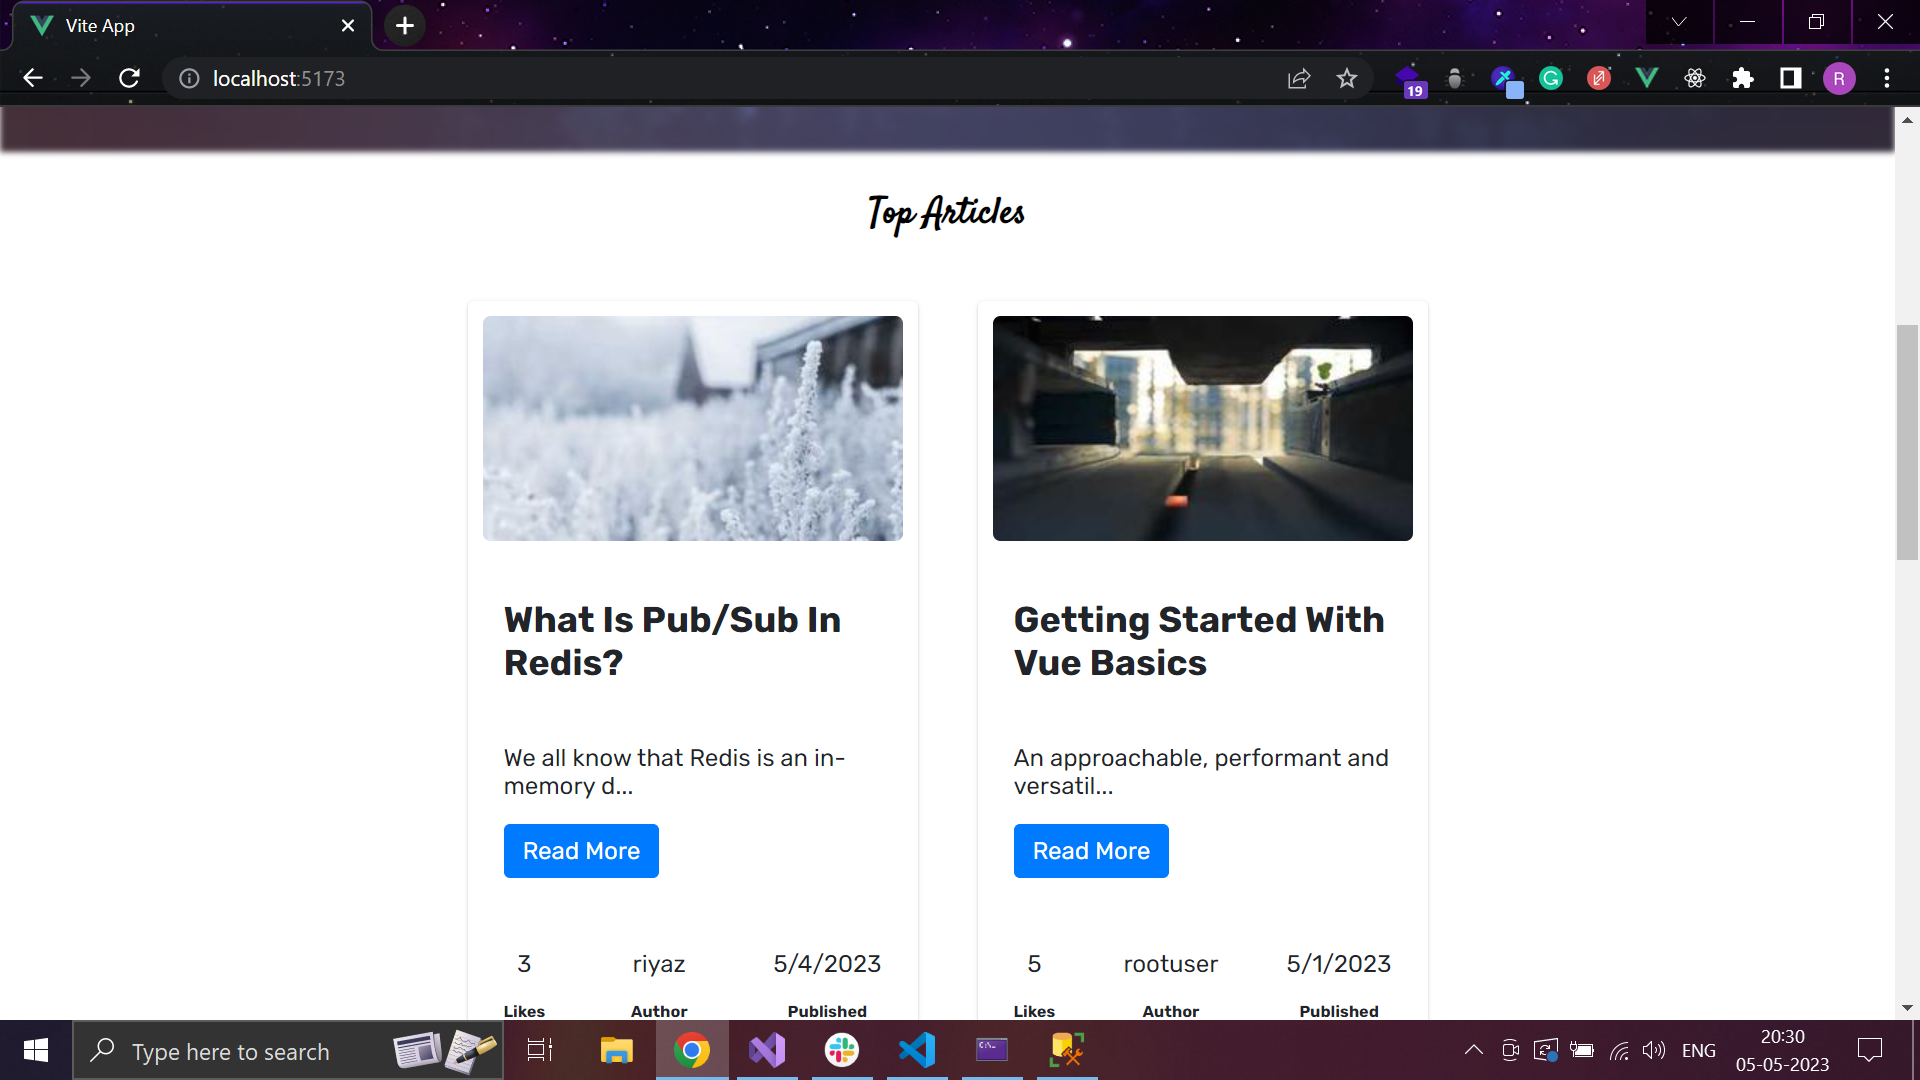 Vite App
localhost:5173
19
R
Top Articles
What Is Pub/Sub In
Redis?
We all know that Redis is an in-
memory d...
Read More
3 riyaz 5/4/2023
Likes Author Published
Getting Started With
Vue Basics
An approachable, performant and
versatil...
Read More
5 rootuser 5/1/2023
Likes Author Published
Type here to search
ENG
20:30
05-05-2023